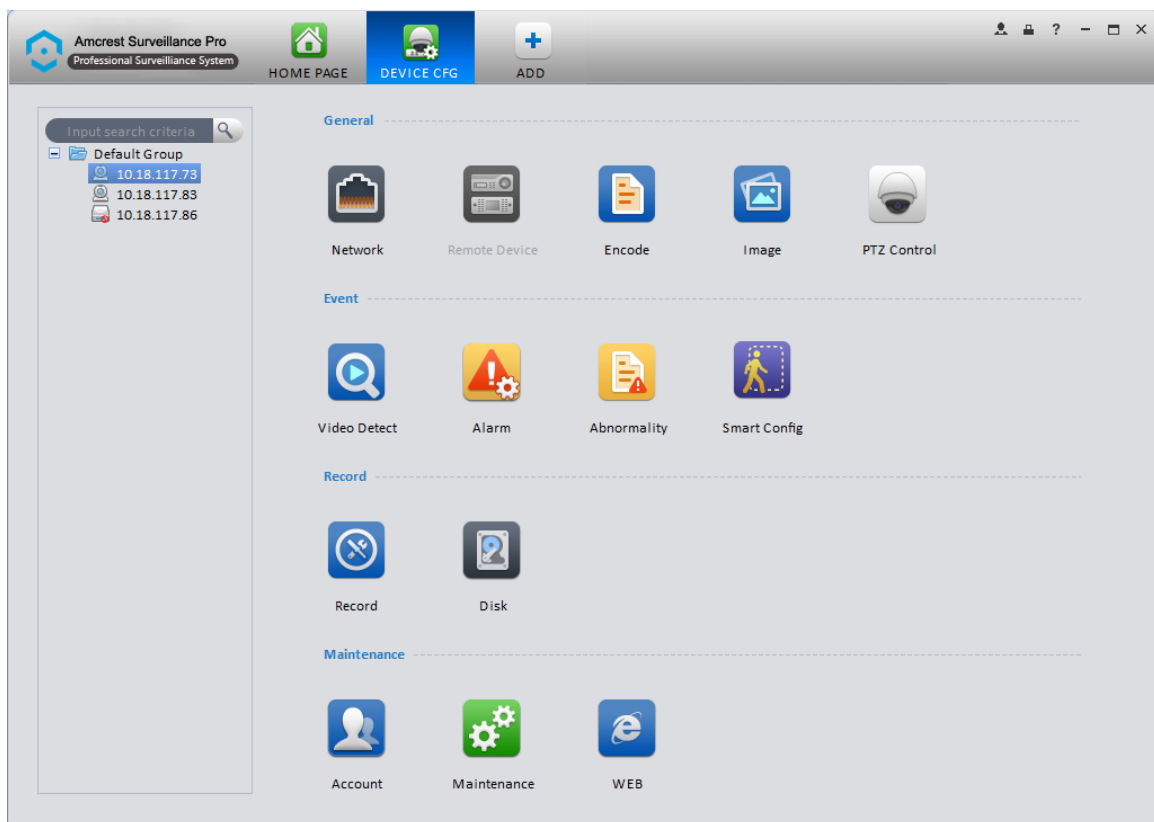 Amcrest Surveillance Pro
Professional Surveillance System
HOME PAGE
DEVICE CFG
ADD
?
Input search criteria
Default Group
10.18.117.73
10.18.117.83
10.18.117.86
General
Network
Remote Device
Encode
Image
PTZ Control
Event
Video Detect
Alarm
Abnormality
Smart Config
Record
Record
Disk
Maintenance
Account
Maintenance
WEB